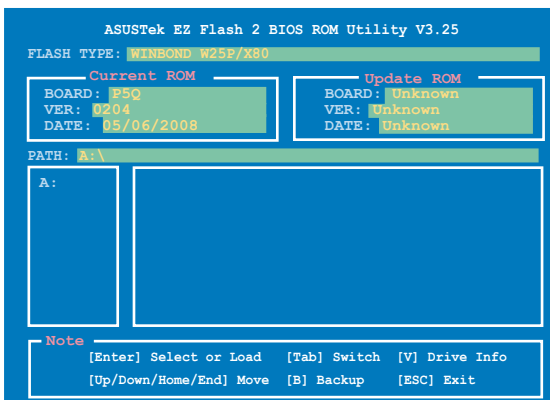 ASUSTek EZ Flash 2 BIOS ROM Utility V3.25
FLASH TYPE: WINBOND W25P/X80
Current ROM
BOARD: P5Q
VER: 0204
DATE: 05/06/2008
Update ROM
BOARD: Unknown
VER: Unknown
DATE: Unknown
PATH: A:\
A:
Note
[Enter] Select or Load [Tab] Switch [V] Drive Info
[Up/Down/Home/End] Move [B] Backup [ESC] Exit